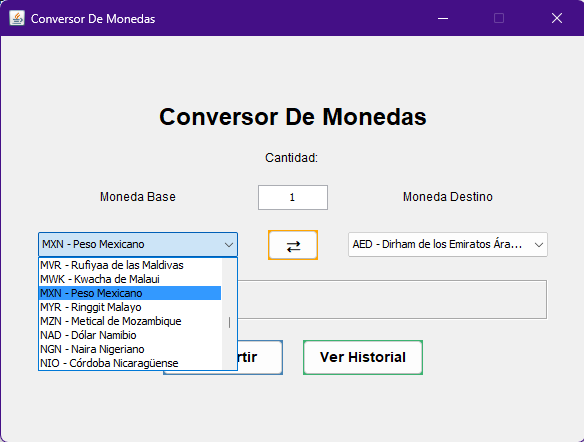 Conversor De Monedas
Conversor De Monedas
Cantidad:
Moneda Base
1
Moneda Destino
MXN - Peso Mexicano
AED - Dirham de los Emiratos Ára...
MVR - Rufiyaa de las Maldivas
MWK - Kwacha de Malaui
MXN - Peso Mexicano
MYR - Ringgit Malayo
MZN - Metical de Mozambique
NAD - Dólar Namibio
NGN - Naira Nigeriano
NIO - Córdoba Nicaragüense
Ver Historial